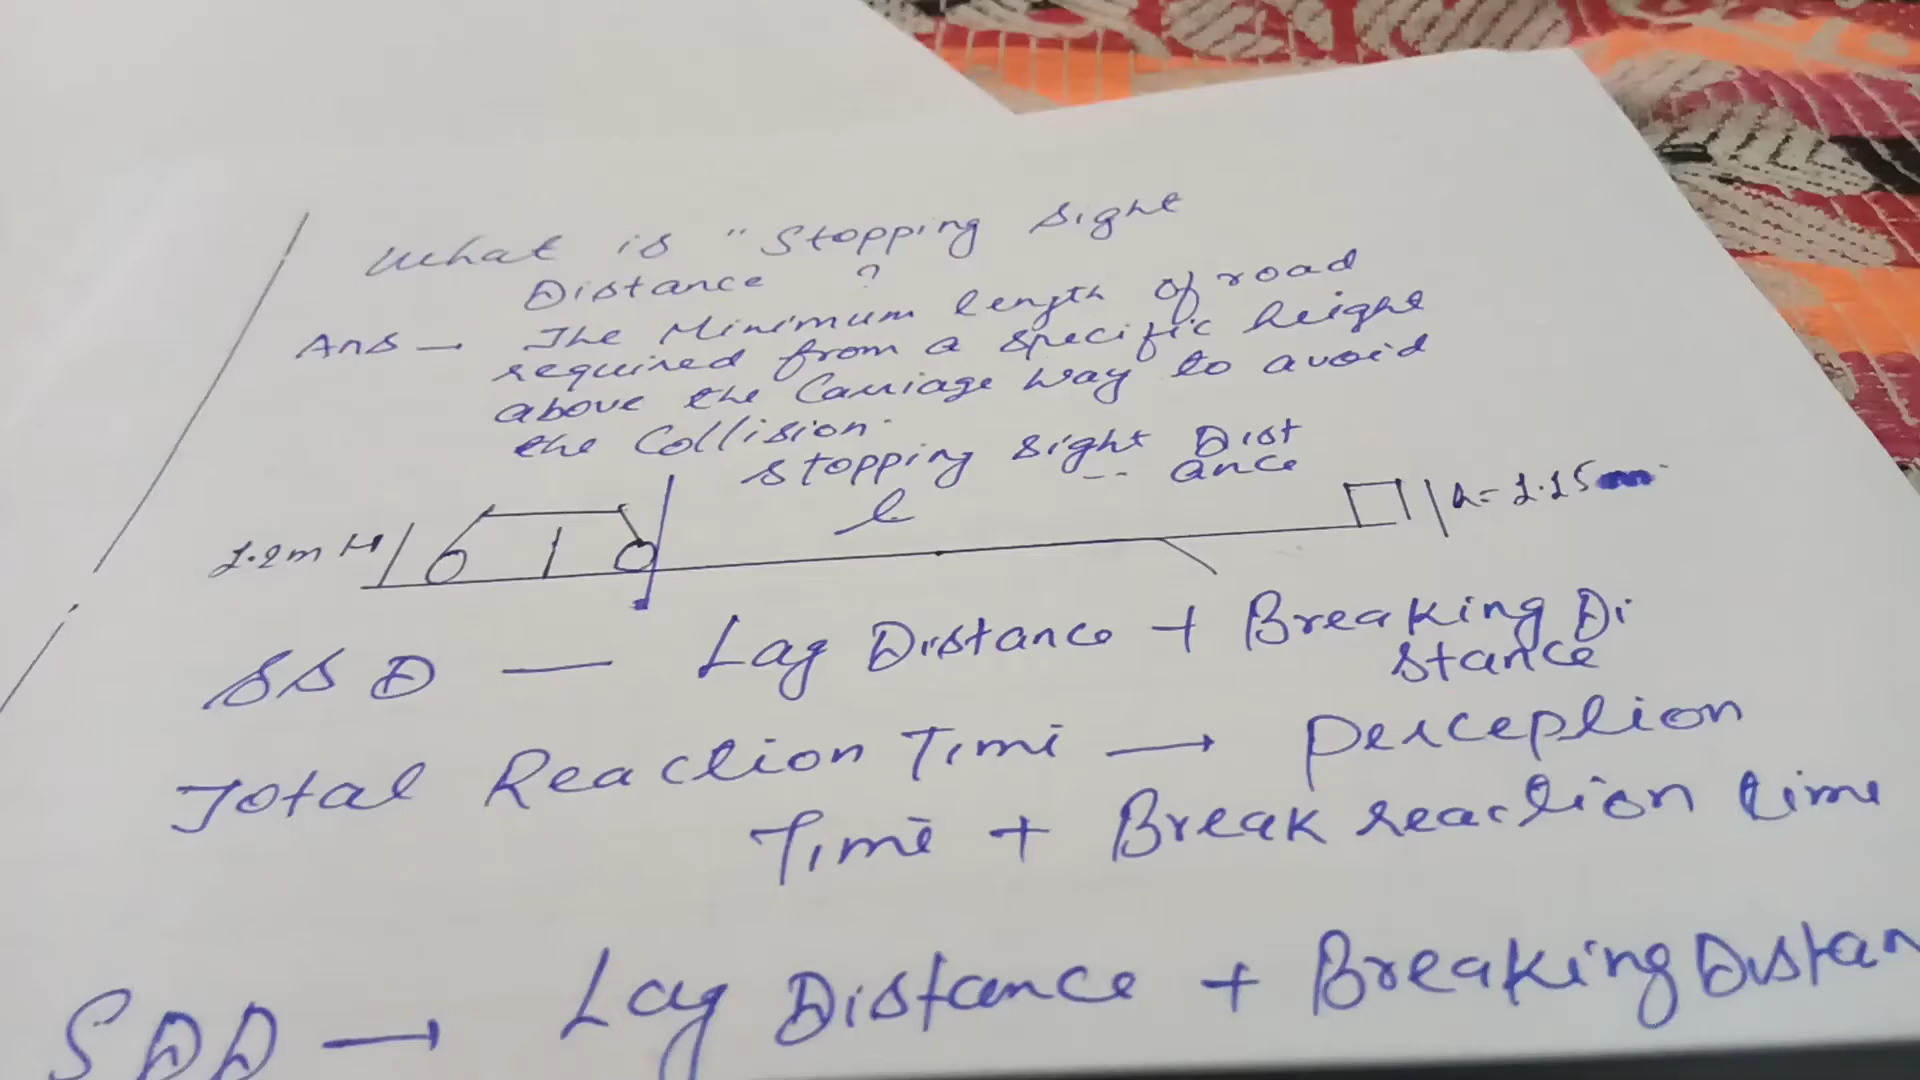 What is "Stopping Sight
Distance ?
Ans → The Minimum length of road
required from a specific height
above the Carriage way to avoid
the Collision.
Stopping Sight Dist
ance
l
1.2m H
h= 1.15m
SSD — Lag Distance + Breaking Di
stance
Total Reaction Time → Perception
Time + Break reaction time
SDD → Lag Distance + Breaking Distan